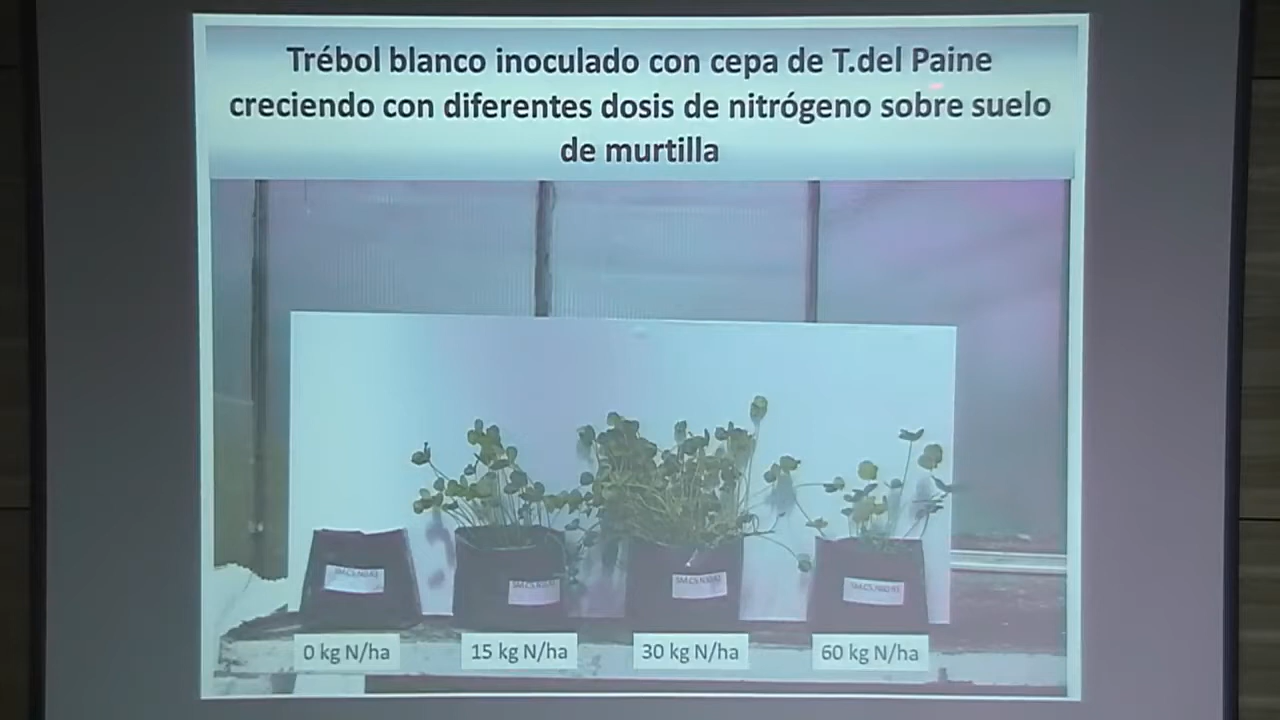 Trébol blanco inoculado con cepa de T.del Paine
creciendo con diferentes dosis de nitrógeno sobre suelo
de murtilla
0 kg N/ha
15 kg N/ha
30 kg N/ha
60 kg N/ha